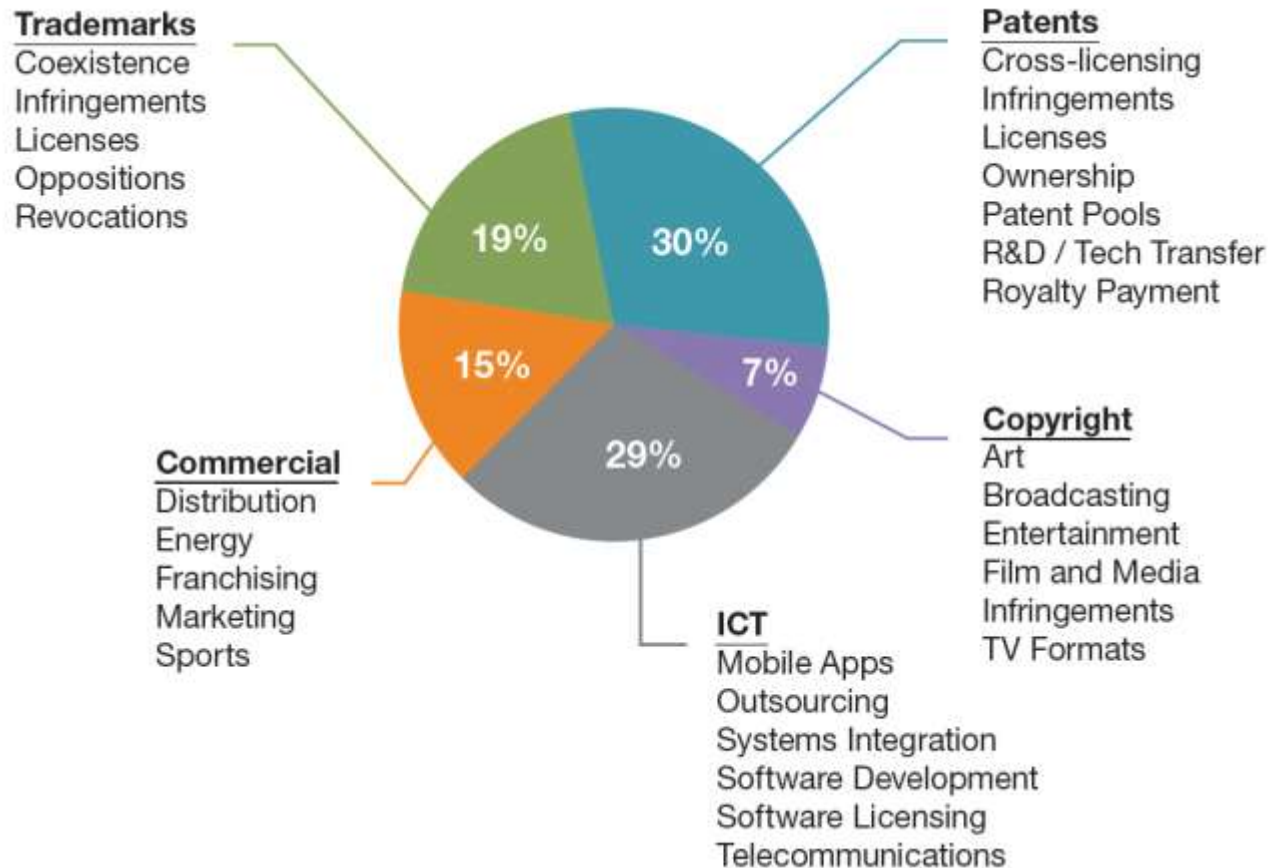 Trademarks
Coexistence
Infringements
Licenses
Oppositions
Revocations
Patents
Cross-licensing
Infringements
Licenses
Ownership
Patent Pools
R&D / Tech Transfer
Royalty Payment
19%
30%
15%
7%
29%
Commercial
Distribution
Energy
Franchising
Marketing
Sports
Copyright
Art
Broadcasting
Entertainment
Film and Media
Infringements
TV Formats
ICT
Mobile Apps
Outsourcing
Systems Integration
Software Development
Software Licensing
Telecommunications